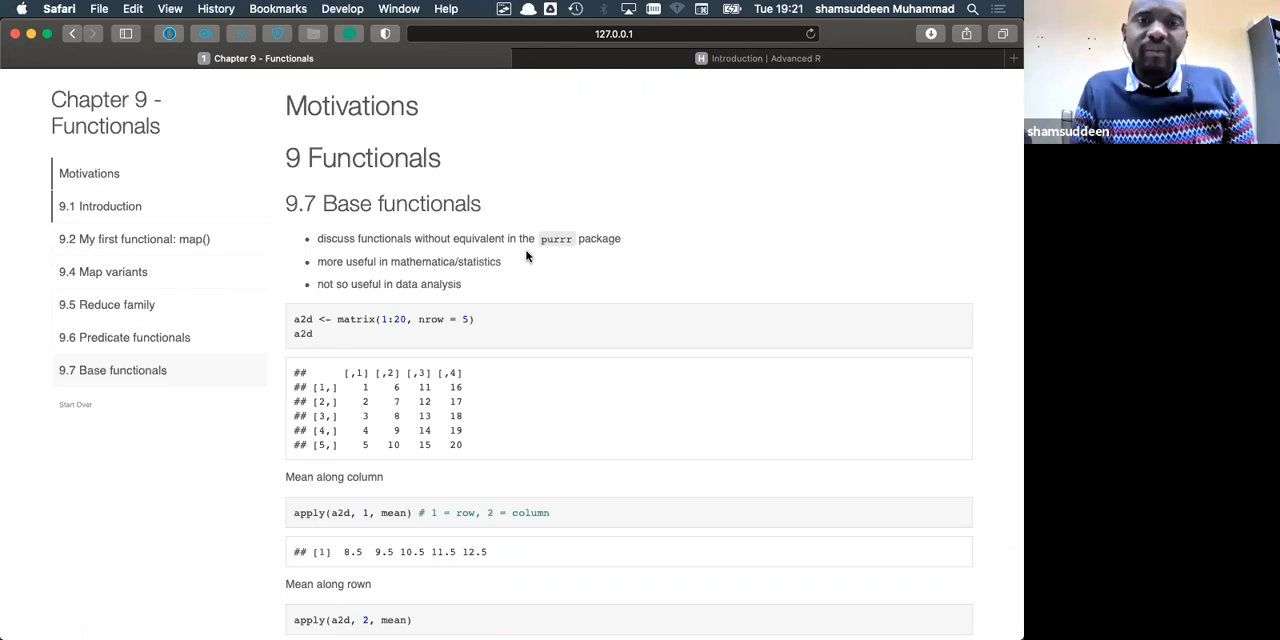 Safari File Edit View History Bookmarks Develop Window Help Tue 19:21 shamsuddeen Muhammad
127.0.0.1
1 Chapter 9 - Functionals
H Introduction | Advanced R
shamsuddeen
Chapter 9 -
Functionals
Motivations
9.1 Introduction
9.2 My first functional: map()
9.4 Map variants
9.5 Reduce family
9.6 Predicate functionals
9.7 Base functionals
Start Over
Motivations
9 Functionals
9.7 Base functionals
• discuss functionals without equivalent in the purrr package
• more useful in mathematica/statistics
• not so useful in data analysis
a2d <- matrix(1:20, nrow = 5)
a2d
## [,1] [,2] [,3] [,4]
## [1,] 1 6 11 16
## [2,] 2 7 12 17
## [3,] 3 8 13 18
## [4,] 4 9 14 19
## [5,] 5 10 15 20
Mean along column
apply(a2d, 1, mean) # 1 = row, 2 = column
## [1] 8.5 9.5 10.5 11.5 12.5
Mean along rown
apply(a2d, 2, mean)